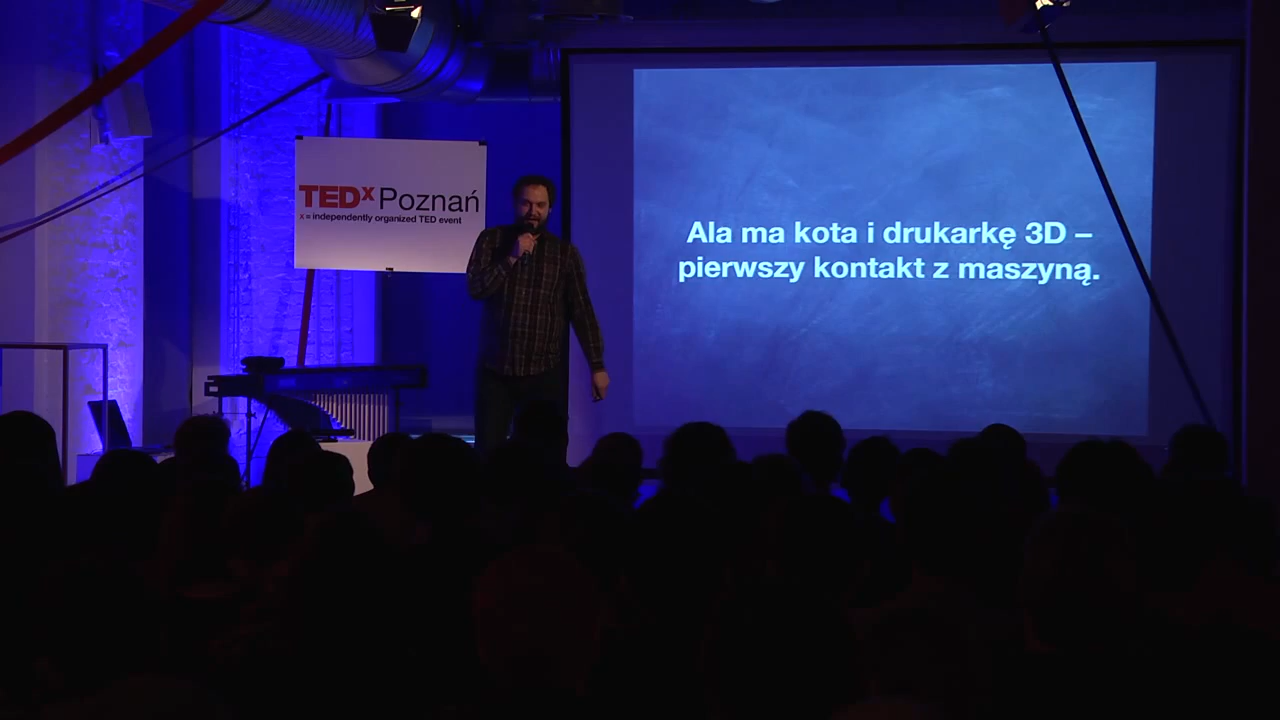 TEDx Poznań
x = independently organized TED event
Ala ma kota i drukarkę 3D –
pierwszy kontakt z maszyną.